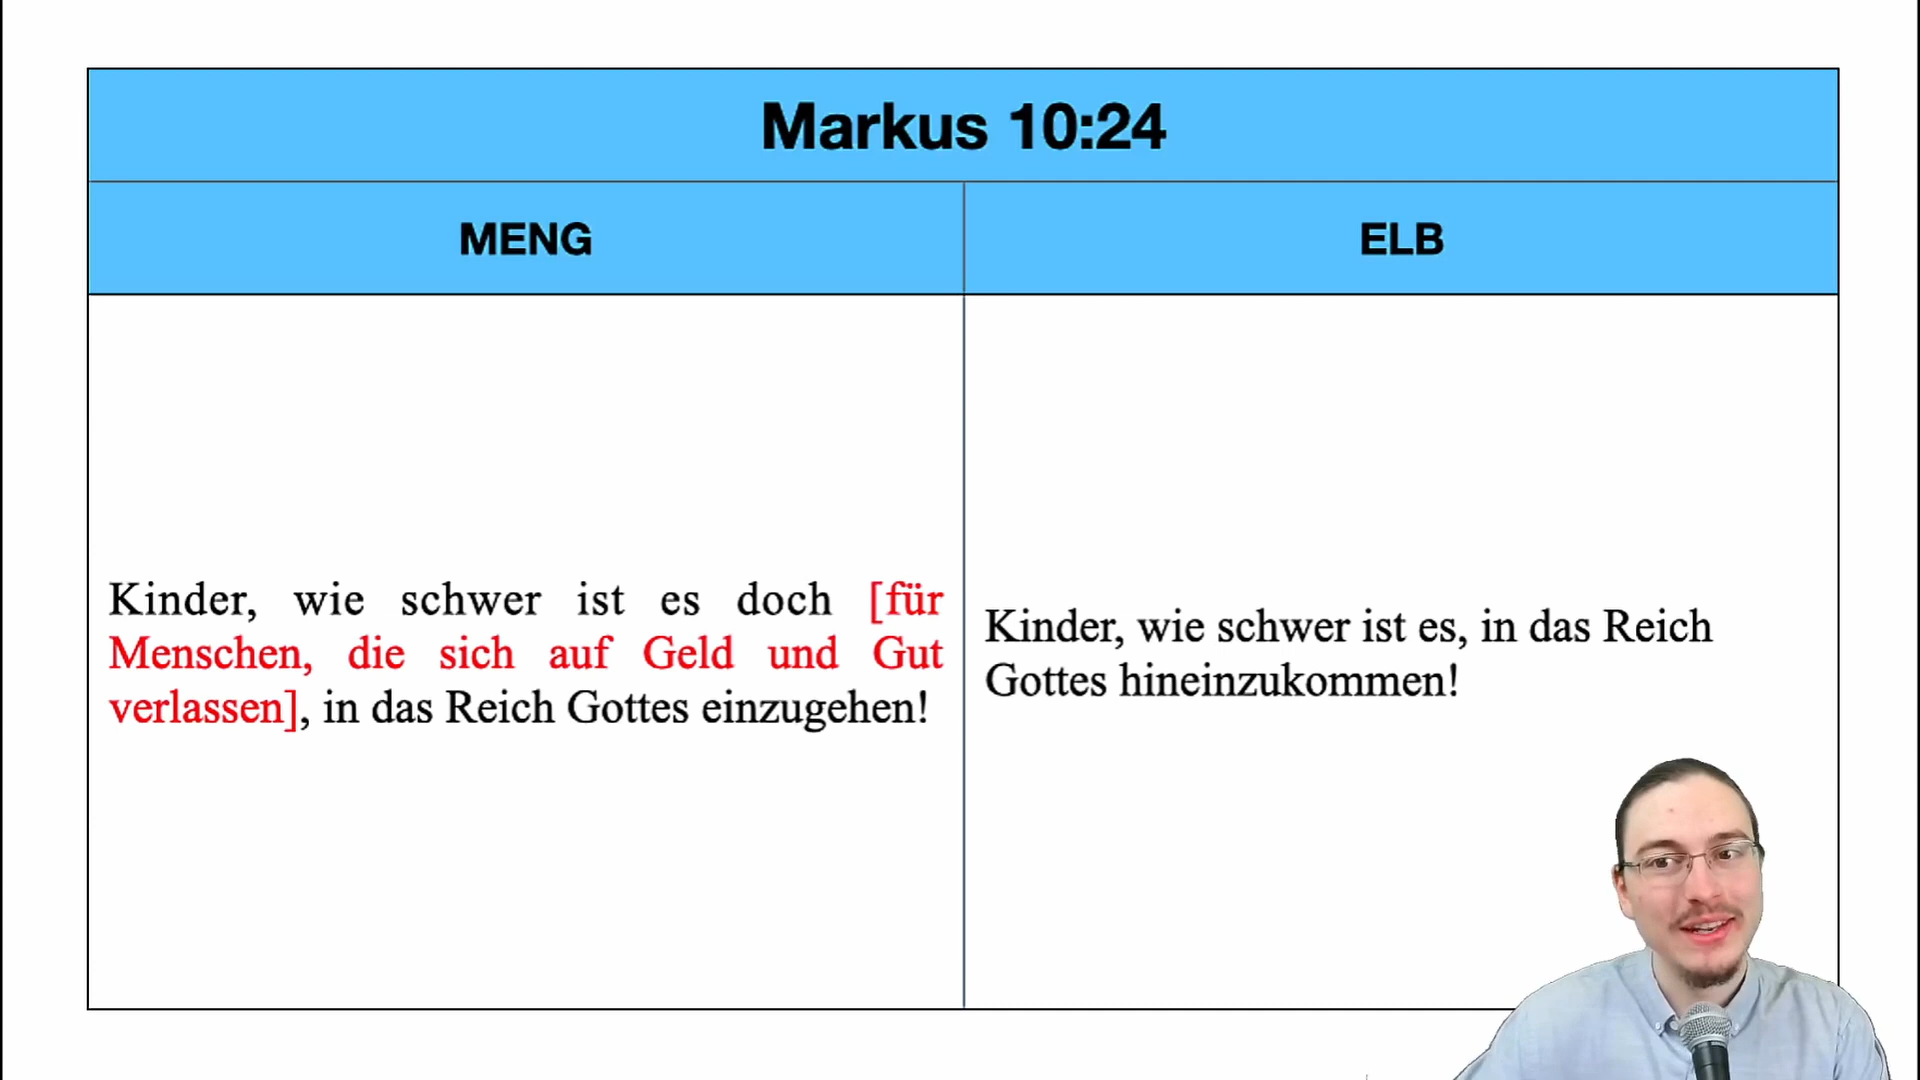 Markus 10:24
MENG
ELB
Kinder, wie schwer ist es doch [für
Menschen, die sich auf Geld und Gut
verlassen], in das Reich Gottes einzugehen!
Kinder, wie schwer ist es, in das Reich
Gottes hineinzukommen!